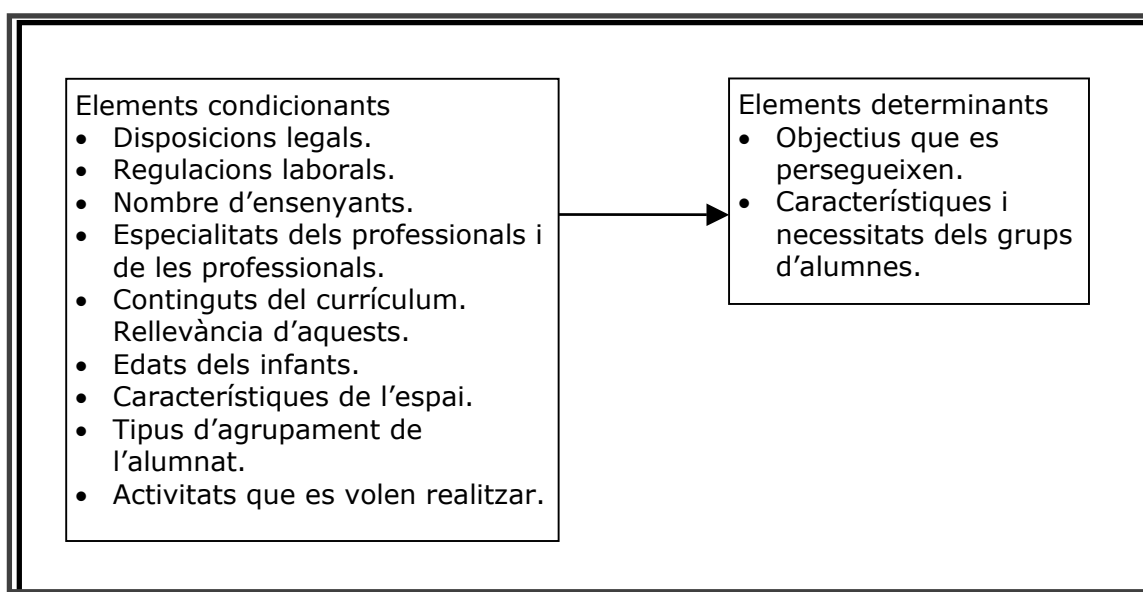 Elements condicionants
• Disposicions legals.
• Regulacions laborals.
• Nombre d’ensenyants.
• Especialitats dels professionals i
de les professionals.
• Continguts del currículum.
Rellevància d’aquests.
• Edats dels infants.
• Característiques de l’espai.
• Tipus d’agrupament de
l’alumnat.
• Activitats que es volen realitzar.
Elements determinants
• Objectius que es
persegueixen.
• Característiques i
necessitats dels grups
d’alumnes.